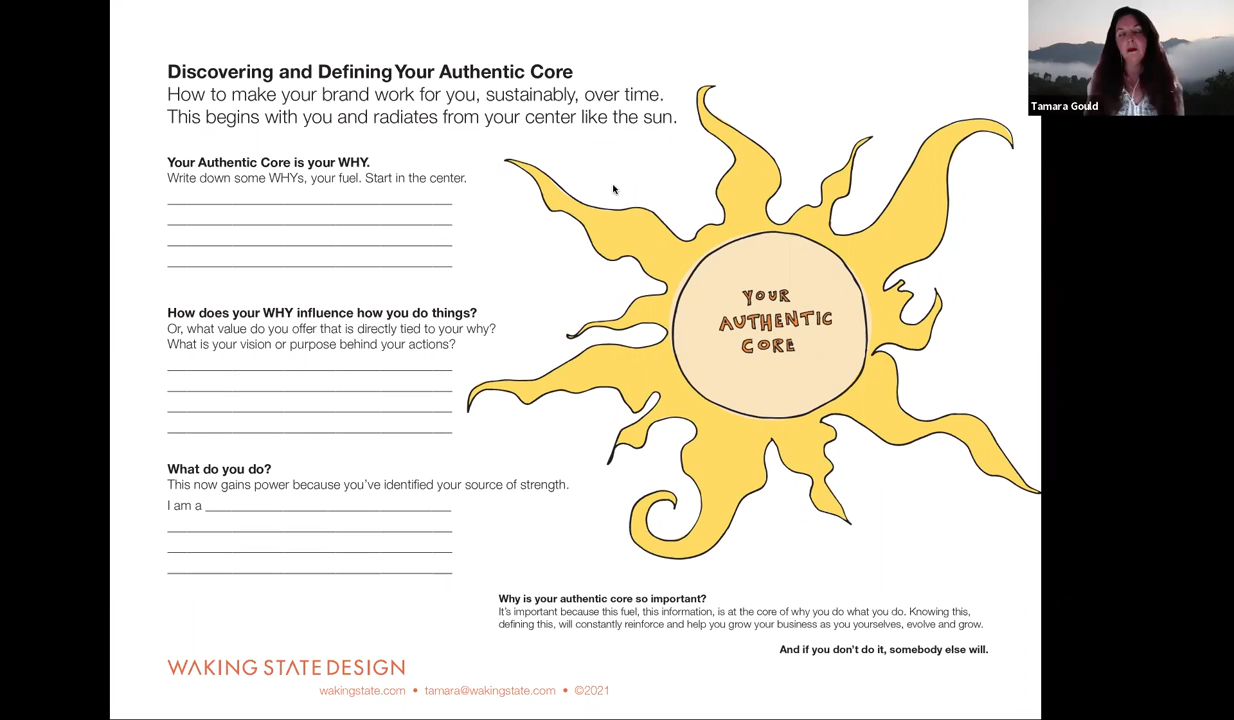 Discovering and Defining Your Authentic Core
How to make your brand work for you, sustainably, over time.
This begins with you and radiates from your center like the sun.
Your Authentic Core is your WHY.
Write down some WHYs, your fuel. Start in the center.
How does your WHY influence how you do things?
Or, what value do you offer that is directly tied to your why?
What is your vision or purpose behind your actions?
What do you do?
This now gains power because you've identified your source of strength.
I am a
YOUR
AUTHENTIC
CORE
Why is your authentic core so important?
It's important because this fuel, this information, is at the core of why you do what you do. Knowing this,
defining this, will constantly reinforce and help you grow your business as you yourselves, evolve and grow.
And if you don't do it, somebody else will.
WAKING STATE DESIGN
wakingstate.com • tamara@wakingstate.com • ©2021
Tamara Gould